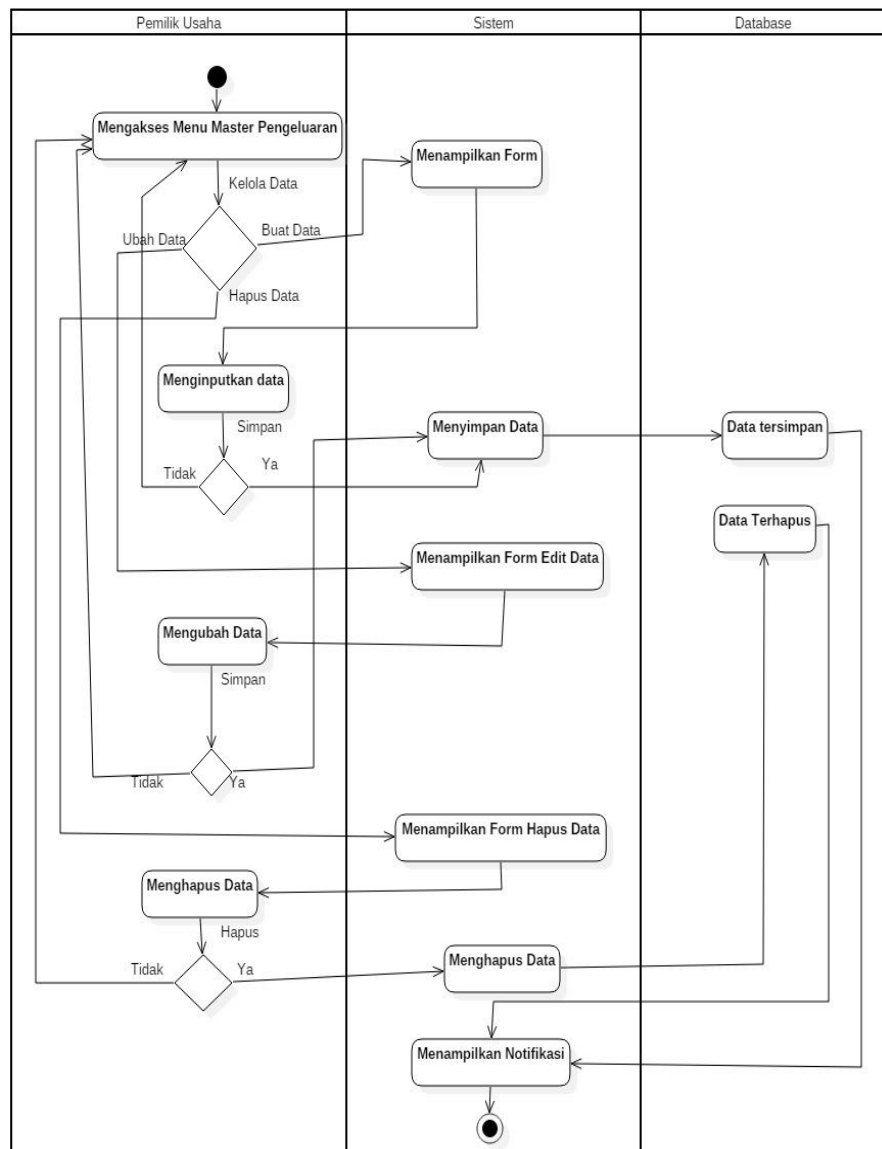 Pemilik Usaha
Sistem
Database
Mengakses Menu Master Pengeluaran
Menampilkan Form
Kelola Data
Ubah Data
Buat Data
Hapus Data
Menginputkan data
Simpan
Tidak
Ya
Menyimpan Data
Data tersimpan
Data Terhapus
Menampilkan Form Edit Data
Mengubah Data
Simpan
Tidak
Ya
Menampilkan Form Hapus Data
Menghapus Data
Hapus
Tidak
Ya
Menghapus Data
Menampilkan Notifikasi